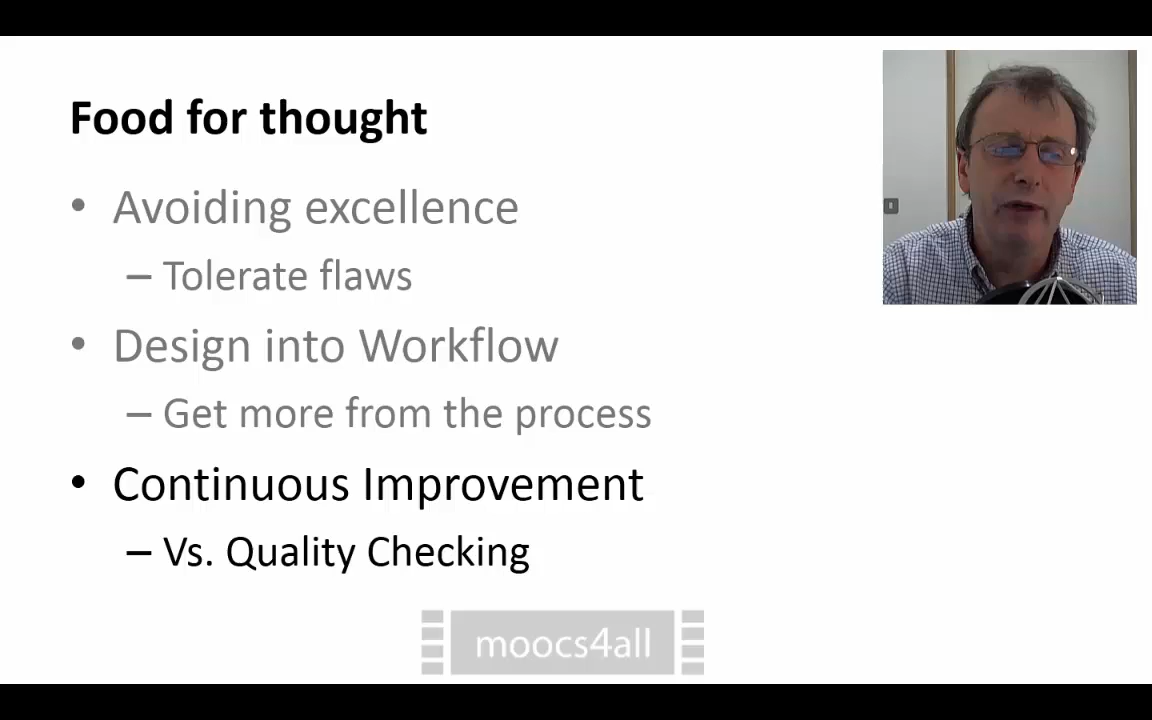 Food for thought
• Avoiding excellence
– Tolerate flaws
• Design into Workflow
– Get more from the process
• Continuous Improvement
– Vs. Quality Checking
moocs4all